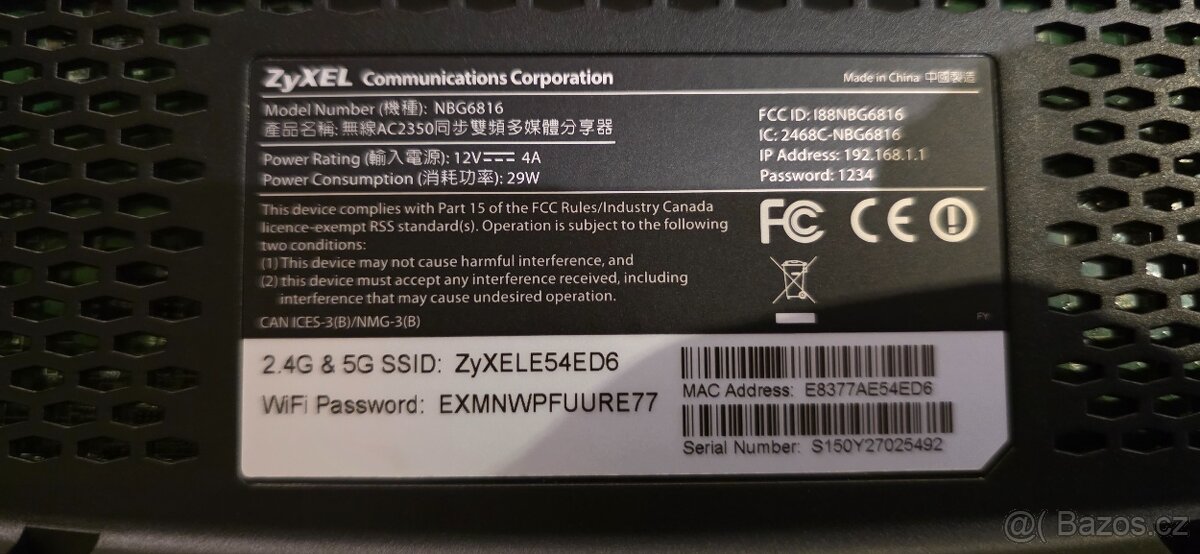 ZyXEL Communications Corporation
Made in China 中國製造
Model Number (機種): NBG6816
產品名稱: 無線AC2350同步雙頻多媒體分享器
Power Rating (輸入電源): 12V 4A
Power Consumption (消耗功率): 29W
FCC ID: I88NBG6816
IC: 2468C-NBG6816
IP Address: 192.168.1.1
Password: 1234
This device complies with Part 15 of the FCC Rules/Industry Canada
licence-exempt RSS standard(s). Operation is subject to the following
two conditions:
(1) This device may not cause harmful interference, and
(2) this device must accept any interference received, including
interference that may cause undesired operation.
CAN ICES-3(B)/NMG-3(B)
FC CE
FY
2.4G & 5G SSID: ZyXELE54ED6
WiFi Password: EXMNWPFUURE77
MAC Address: E8377AE54ED6
Serial Number: S150Y27025492
@( Bazos.cz